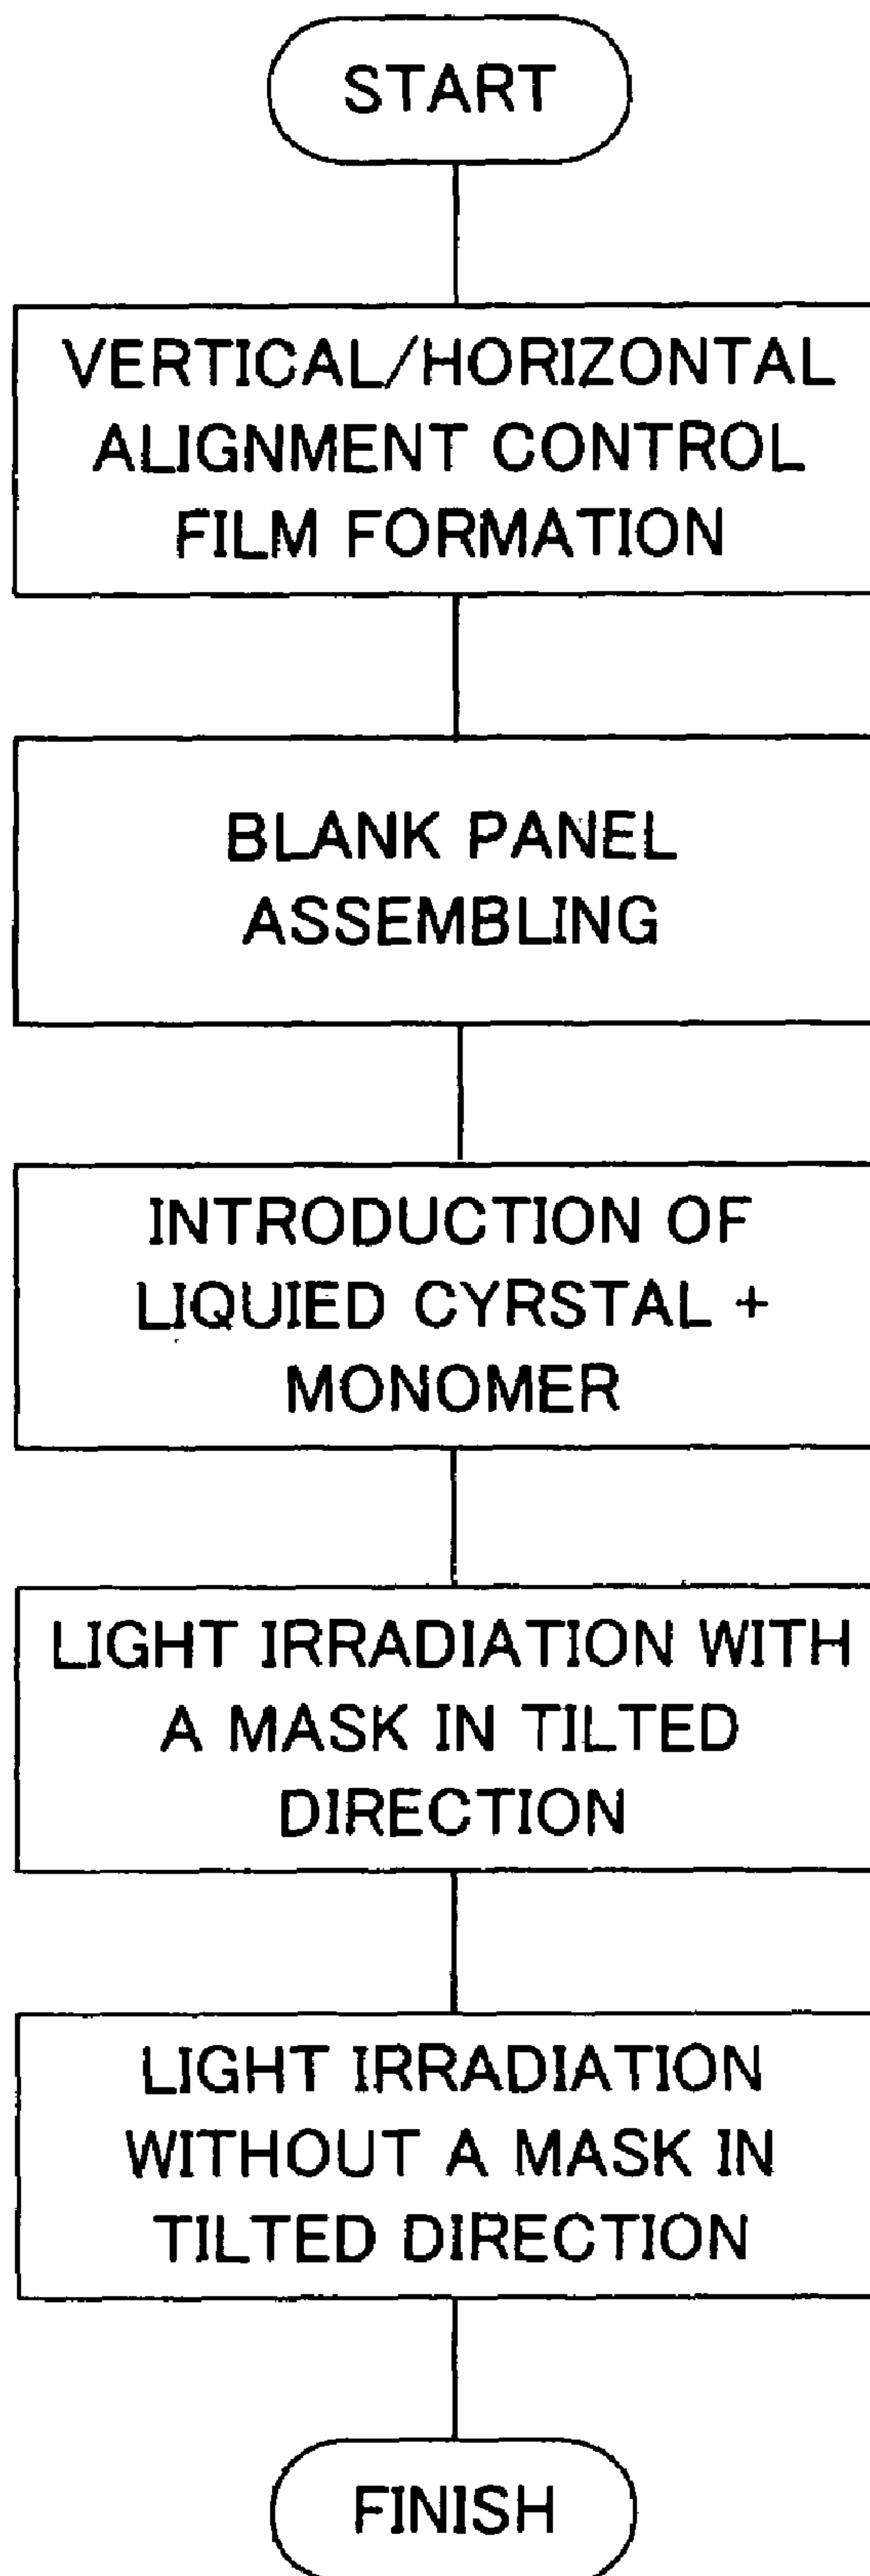 START
VERTICAL/HORIZONTAL
ALIGNMENT CONTROL
FILM FORMATION
BLANK PANEL
ASSEMBLING
INTRODUCTION OF
LIQUIED CYRSTAL +
MONOMER
LIGHT IRRADIATION WITH
A MASK IN TILTED
DIRECTION
LIGHT IRRADIATION
WITHOUT A MASK IN
TILTED DIRECTION
FINISH